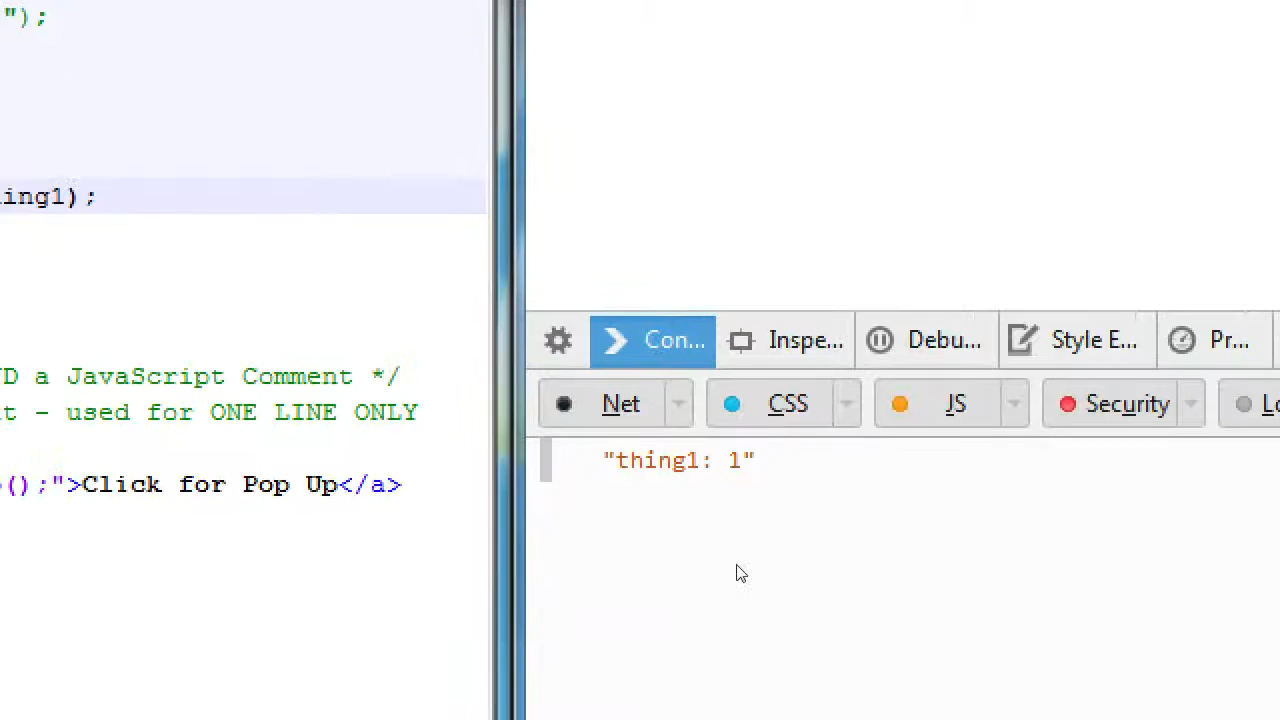 ");
ing1);
D a JavaScript Comment */
t - used for ONE LINE ONLY
();">Click for Pop Up</a>
Con... Inspe... Debu... Style E... Pr...
Net CSS JS Security Lo
"thing1: 1"